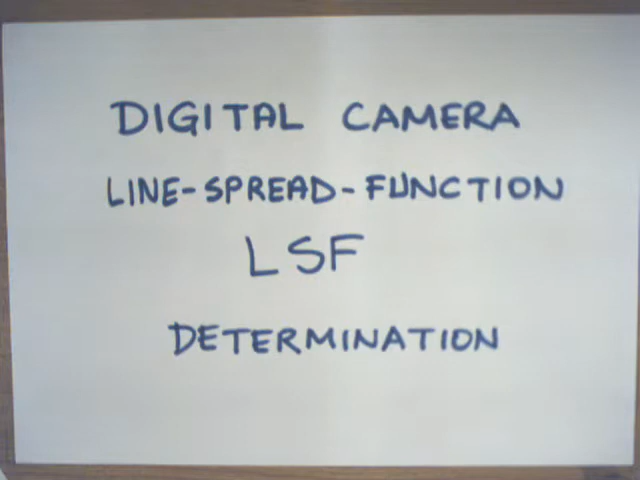 DIGITAL CAMERA
LINE-SPREAD-FUNCTION
LSF
DETERMINATION